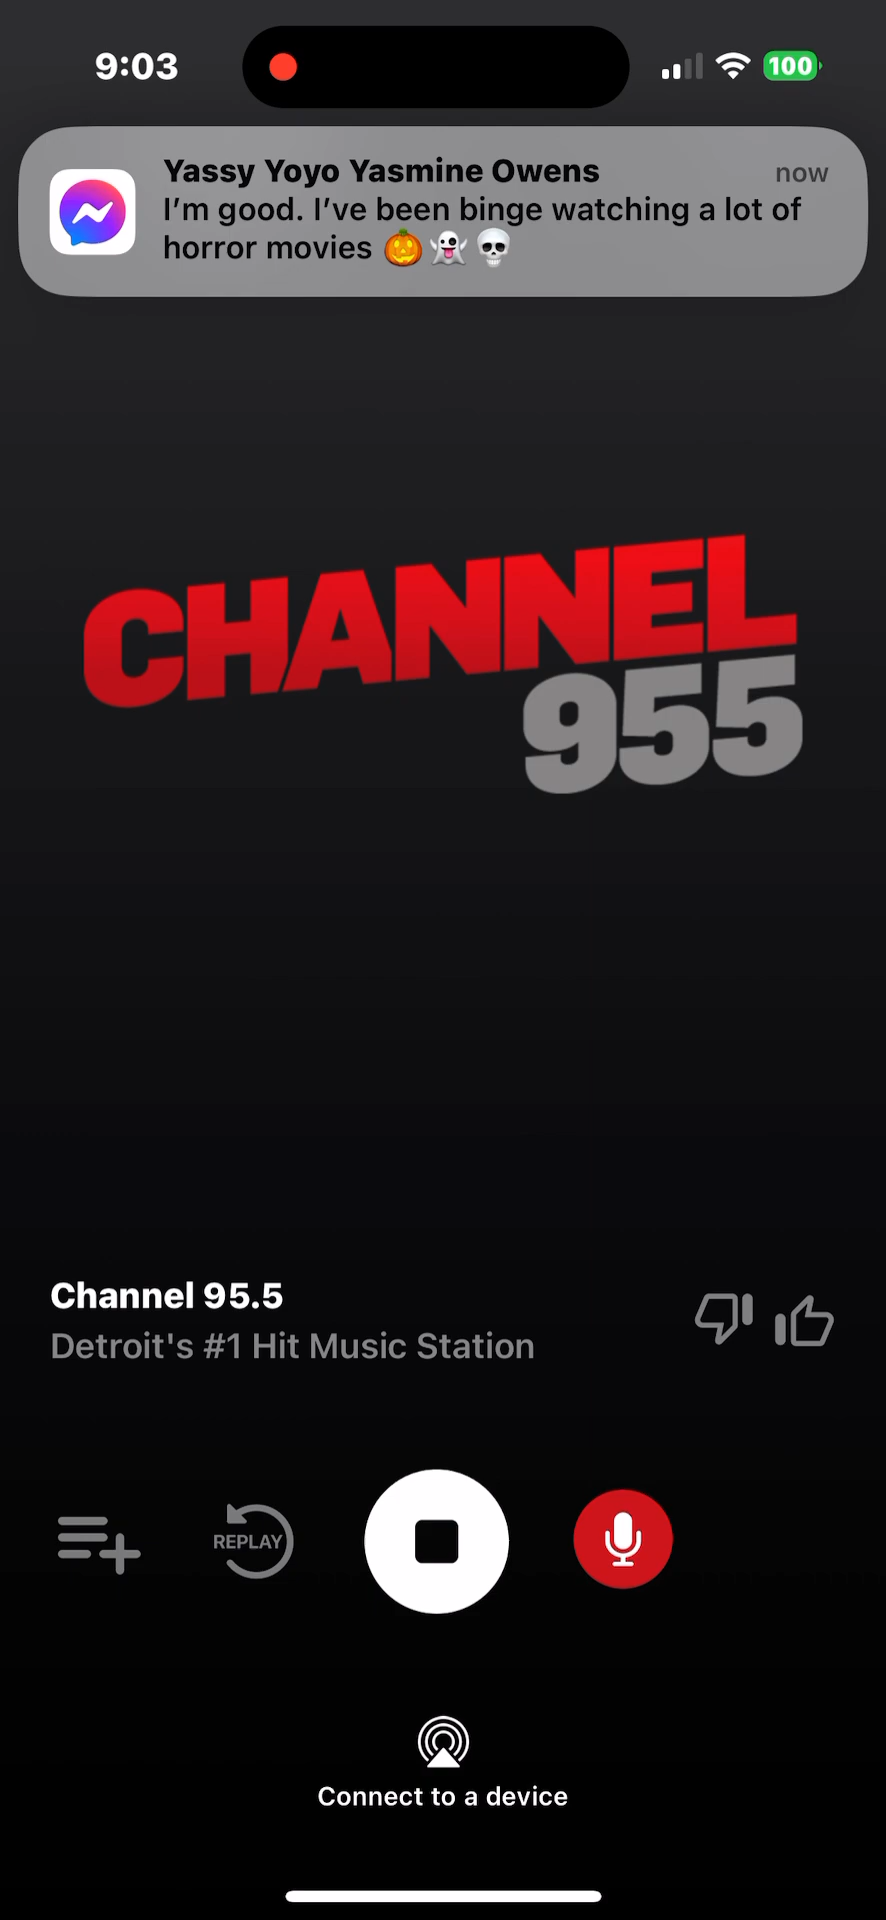 9:03
100
Yassy Yoyo Yasmine Owens
now
I’m good. I’ve been binge watching a lot of
horror movies 🎃👻💀
CHANNEL
955
Channel 95.5
Detroit's #1 Hit Music Station
REPLAY
Connect to a device